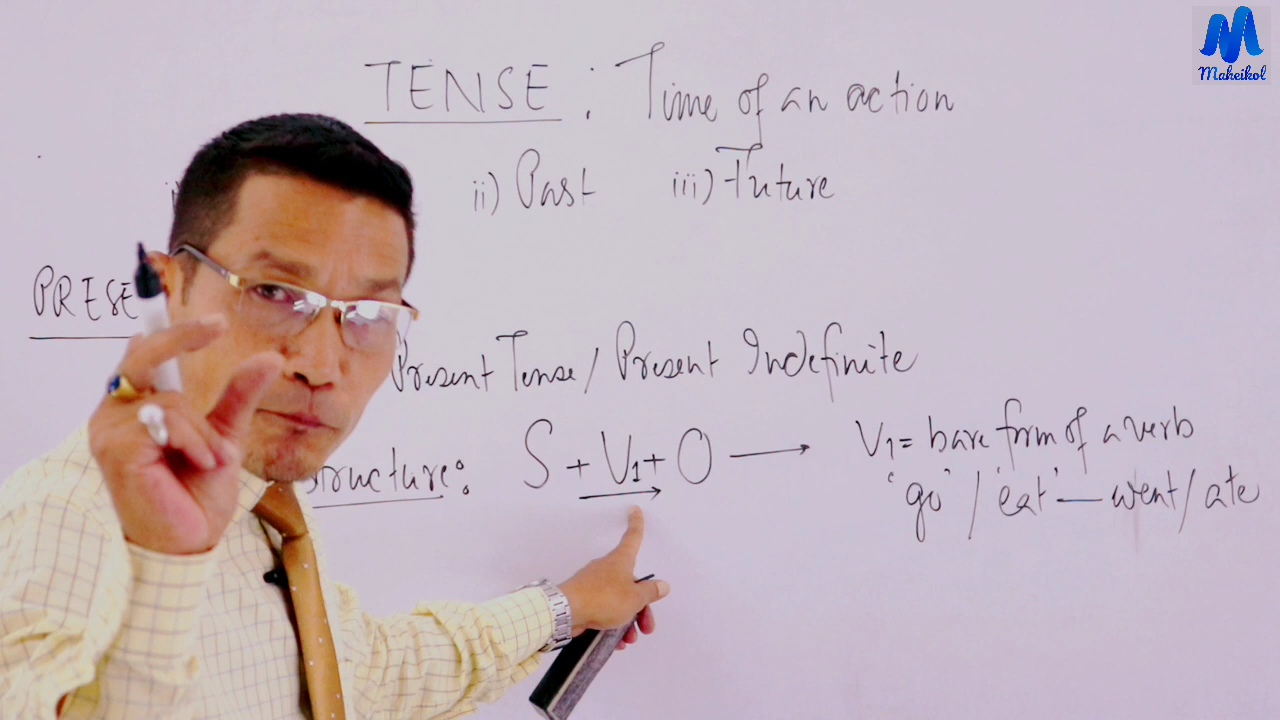 Maheikol
TENSE : Time of an action
i) ii) Past iii) Future
PRESE
Present Tense / Present Indefinite
Structure: S + V1 + O → V1 = bare form of a verb
'go' / 'eat' — went / ate